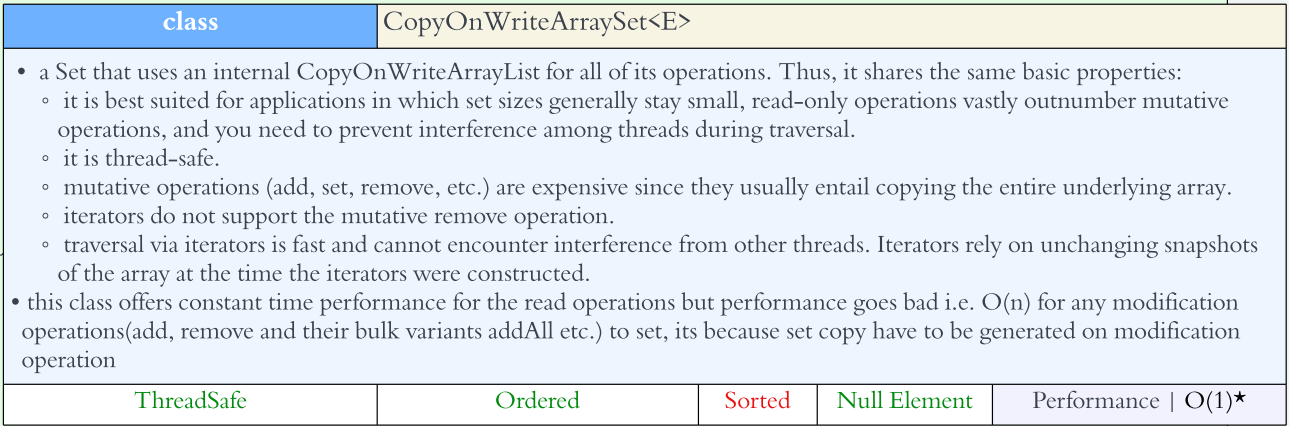 class
CopyOnWriteArraySet<E>
• a Set that uses an internal CopyOnWriteArrayList for all of its operations. Thus, it shares the same basic properties:
◦ it is best suited for applications in which set sizes generally stay small, read-only operations vastly outnumber mutative
operations, and you need to prevent interference among threads during traversal.
◦ it is thread-safe.
◦ mutative operations (add, set, remove, etc.) are expensive since they usually entail copying the entire underlying array.
◦ iterators do not support the mutative remove operation.
◦ traversal via iterators is fast and cannot encounter interference from other threads. Iterators rely on unchanging snapshots
of the array at the time the iterators were constructed.
• this class offers constant time performance for the read operations but performance goes bad i.e. O(n) for any modification
operations(add, remove and their bulk variants addAll etc.) to set, its because set copy have to be generated on modification
operation
ThreadSafe Ordered Sorted Null Element Performance | O(1)★